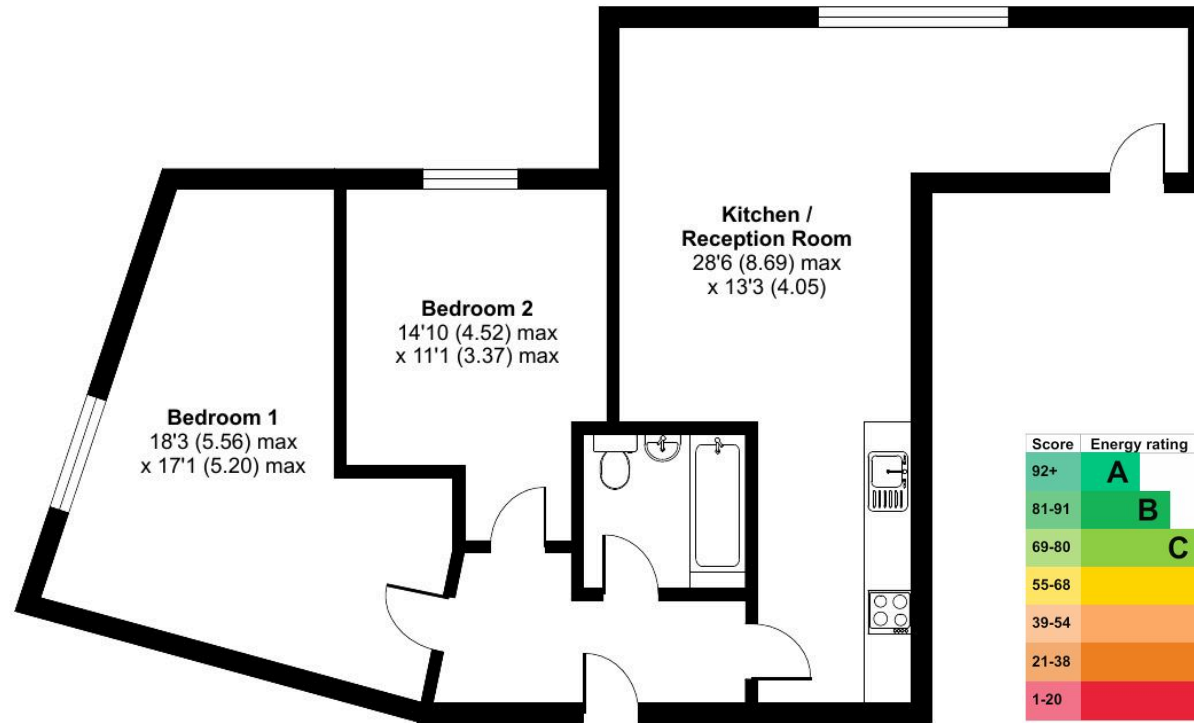 Kitchen /
Reception Room
28'6 (8.69) max
x 13'3 (4.05)
Bedroom 2
14'10 (4.52) max
x 11'1 (3.37) max
Bedroom 1
18'3 (5.56) max
x 17'1 (5.20) max
Score Energy rating
92+ A
81-91 B
69-80 C
55-68
39-54
21-38
1-20